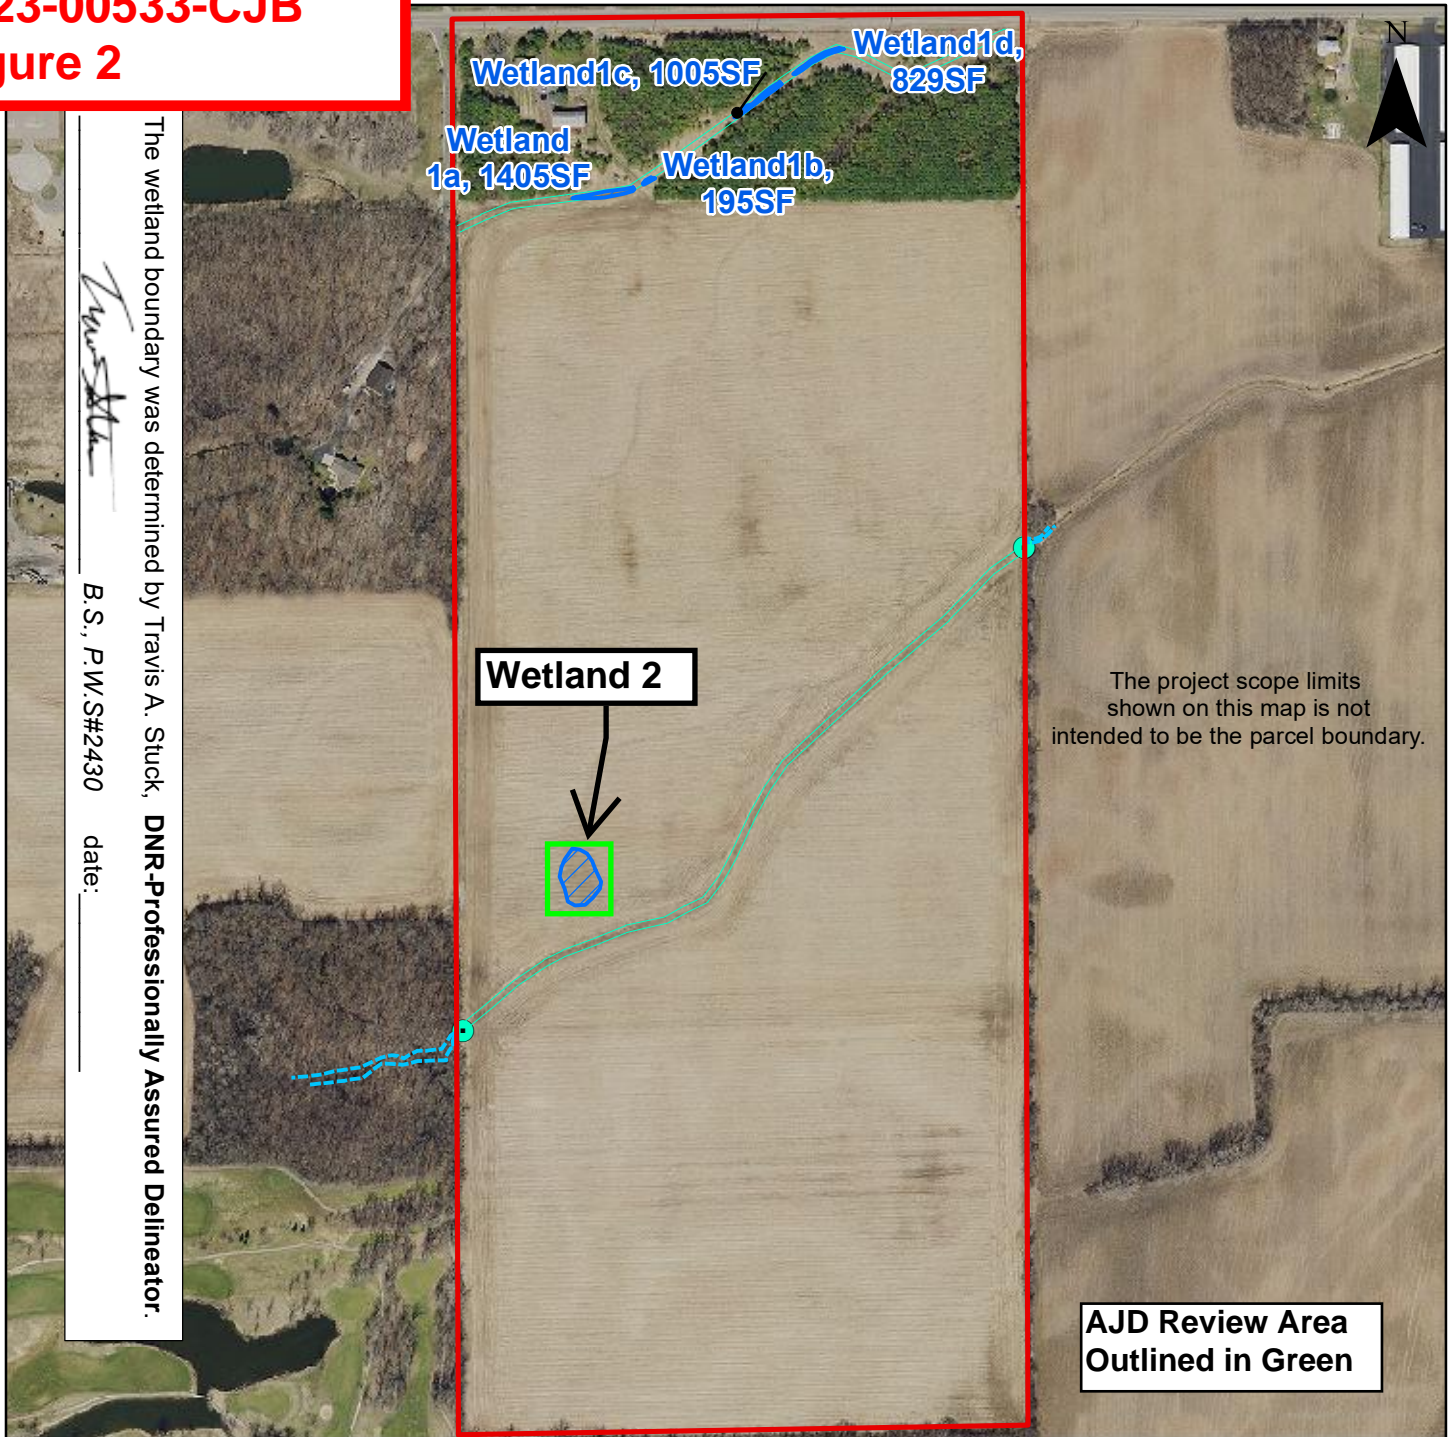 23-00533-CJB
gure 2
N
Wetland1d,
829SF
Wetland1c, 1005SF
Wetland
1a, 1405SF
Wetland1b,
195SF
The wetland boundary was determined by Travis A. Stuck, DNR-Professionally Assured Delineator.
B.S., P.W.S#2430 date:
Wetland 2
The project scope limits
shown on this map is not
intended to be the parcel boundary.
AJD Review Area
Outlined in Green